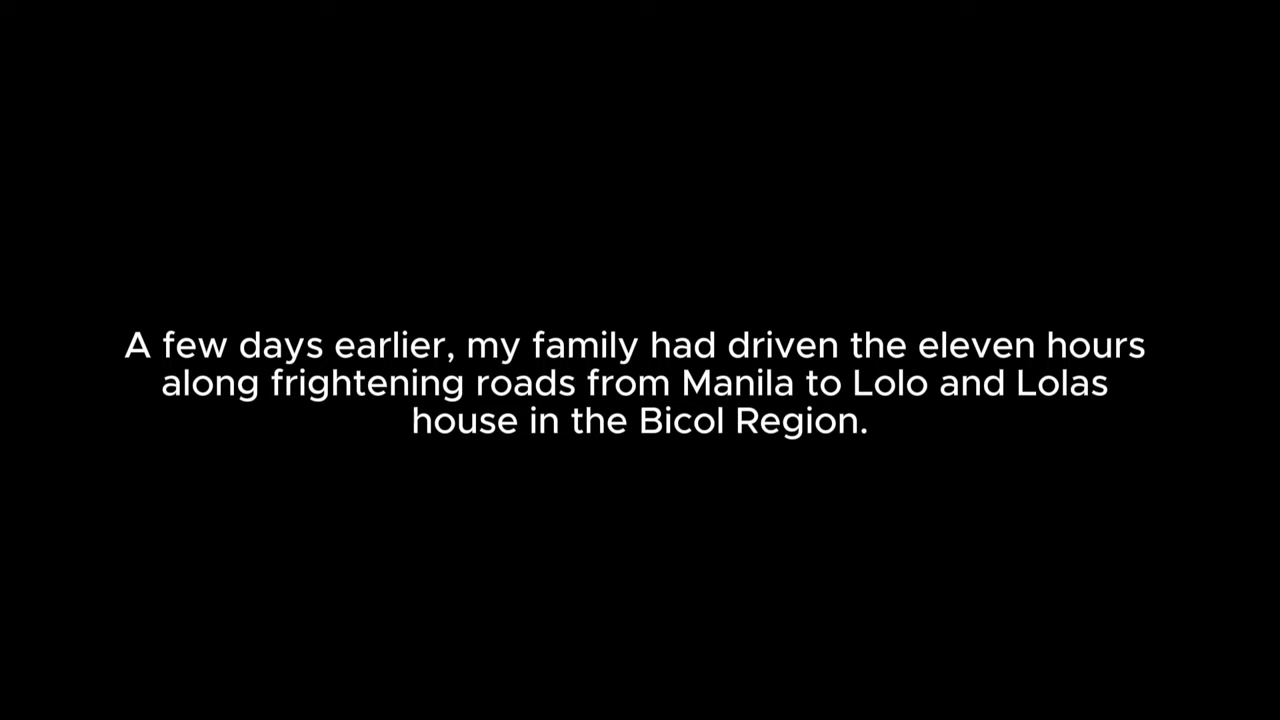 A few days earlier, my family had driven the eleven hours
along frightening roads from Manila to Lolo and Lolas
house in the Bicol Region.